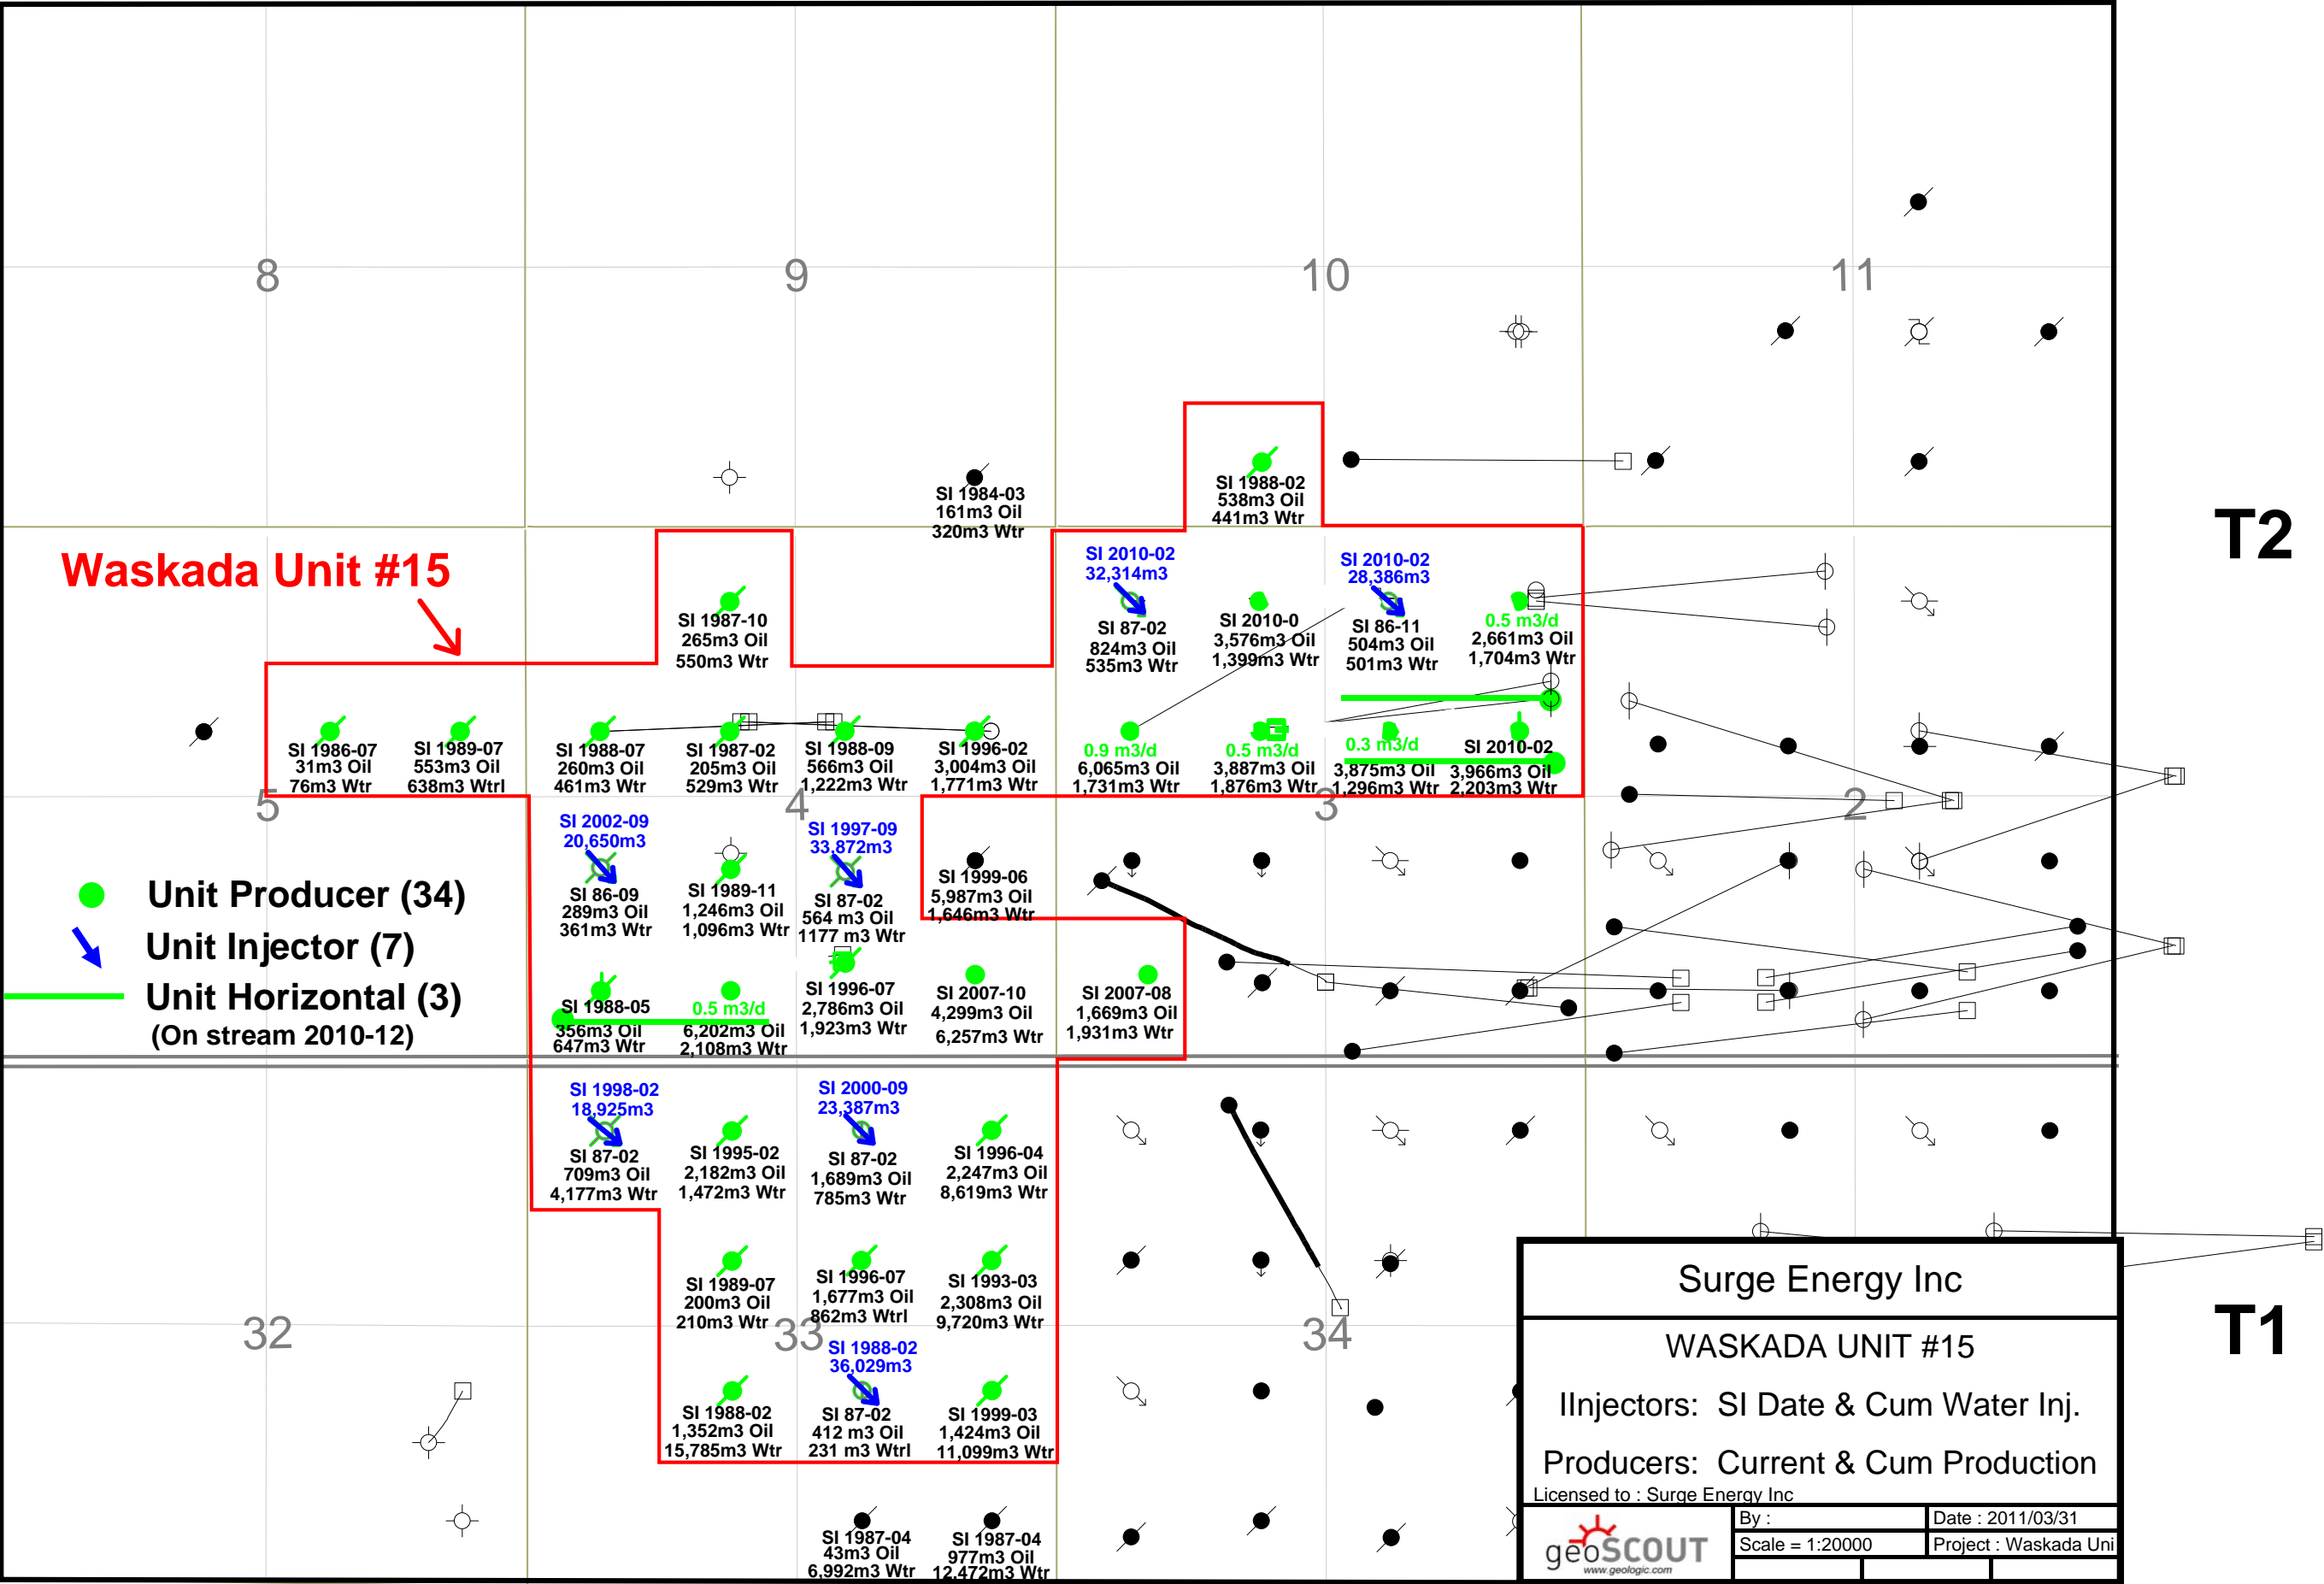 8
9
10
11
SI 1984-03
161m3 Oil
320m3 Wtr
SI 1988-02
538m3 Oil
441m3 Wtr
T2
Waskada Unit #15
SI 1987-10
265m3 Oil
550m3 Wtr
SI 2010-02
32,314m3
SI 87-02
824m3 Oil
535m3 Wtr
SI 2010-0
3,576m3 Oil
1,399m3 Wtr
SI 2010-02
28,386m3
SI 86-11
504m3 Oil
501m3 Wtr
0.5 m3/d
2,661m3 Oil
1,704m3 Wtr
SI 1986-07
31m3 Oil
76m3 Wtr
SI 1989-07
553m3 Oil
638m3 Wtrl
SI 1988-07
260m3 Oil
461m3 Wtr
SI 1987-02
205m3 Oil
529m3 Wtr
SI 1988-09
566m3 Oil
1,222m3 Wtr
SI 1996-02
3,004m3 Oil
1,771m3 Wtr
0.9 m3/d
6,065m3 Oil
1,731m3 Wtr
0.5 m3/d
3,887m3 Oil
1,876m3 Wtr
0.3 m3/d
3,875m3 Oil
1,296m3 Wtr
SI 2010-02
3,966m3 Oil
2,203m3 Wtr
5
4
3
2
SI 2002-09
20,650m3
SI 86-09
289m3 Oil
361m3 Wtr
SI 1989-11
1,246m3 Oil
1,096m3 Wtr
SI 1997-09
33,872m3
SI 87-02
564 m3 Oil
1177 m3 Wtr
SI 1999-06
5,987m3 Oil
1,646m3 Wtr
Unit Producer (34)
Unit Injector (7)
Unit Horizontal (3)
(On stream 2010-12)
SI 1988-05
356m3 Oil
647m3 Wtr
0.5 m3/d
6,202m3 Oil
2,108m3 Wtr
SI 1996-07
2,786m3 Oil
1,923m3 Wtr
SI 2007-10
4,299m3 Oil
6,257m3 Wtr
SI 2007-08
1,669m3 Oil
1,931m3 Wtr
SI 1998-02
18,925m3
SI 87-02
709m3 Oil
4,177m3 Wtr
SI 1995-02
2,182m3 Oil
1,472m3 Wtr
SI 2000-09
23,387m3
SI 87-02
1,689m3 Oil
785m3 Wtr
SI 1996-04
2,247m3 Oil
8,619m3 Wtr
SI 1989-07
200m3 Oil
210m3 Wtr
SI 1996-07
1,677m3 Oil
862m3 Wtrl
SI 1993-03
2,308m3 Oil
9,720m3 Wtr
32
33
34
T1
SI 1988-02
1,352m3 Oil
15,785m3 Wtr
SI 1988-02
36,029m3
SI 87-02
412 m3 Oil
231 m3 Wtrl
SI 1999-03
1,424m3 Oil
11,099m3 Wtr
SI 1987-04
43m3 Oil
6,992m3 Wtr
SI 1987-04
977m3 Oil
12,472m3 Wtr
Surge Energy Inc
WASKADA UNIT #15
IInjectors: SI Date & Cum Water Inj.
Producers: Current & Cum Production
Licensed to : Surge Energy Inc
geoSCOUT
www.geologic.com
By :
Date : 2011/03/31
Scale = 1:20000
Project : Waskada Uni